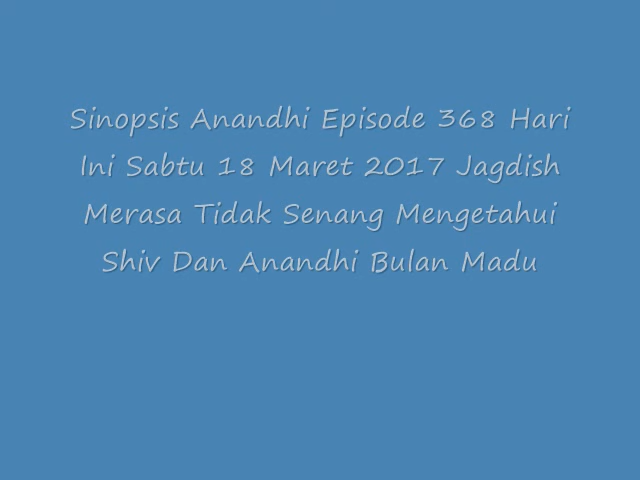 Sinopsis Anandhi Episode 368 Hari
Ini Sabtu 18 Maret 2017 Jagdish
Merasa Tidak Senang Mengetahui
Shiv Dan Anandhi Bulan Madu